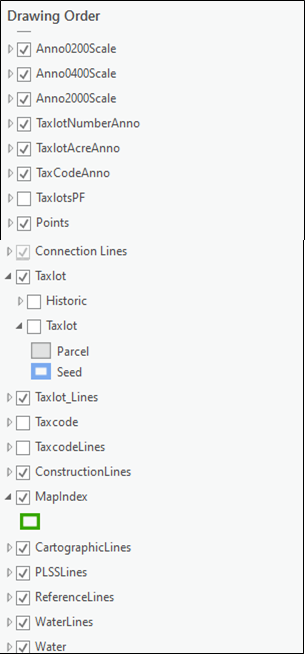 Drawing Order
Anno0200Scale
Anno0400Scale
Anno2000Scale
TaxlotNumberAnno
TaxlotAcreAnno
TaxCodeAnno
TaxlotsPF
Points
Connection Lines
Taxlot
Historic
Taxlot
Parcel
Seed
Taxlot_Lines
Taxcode
TaxcodeLines
ConstructionLines
MapIndex
CartographicLines
PLSSLines
ReferenceLines
WaterLines
Water